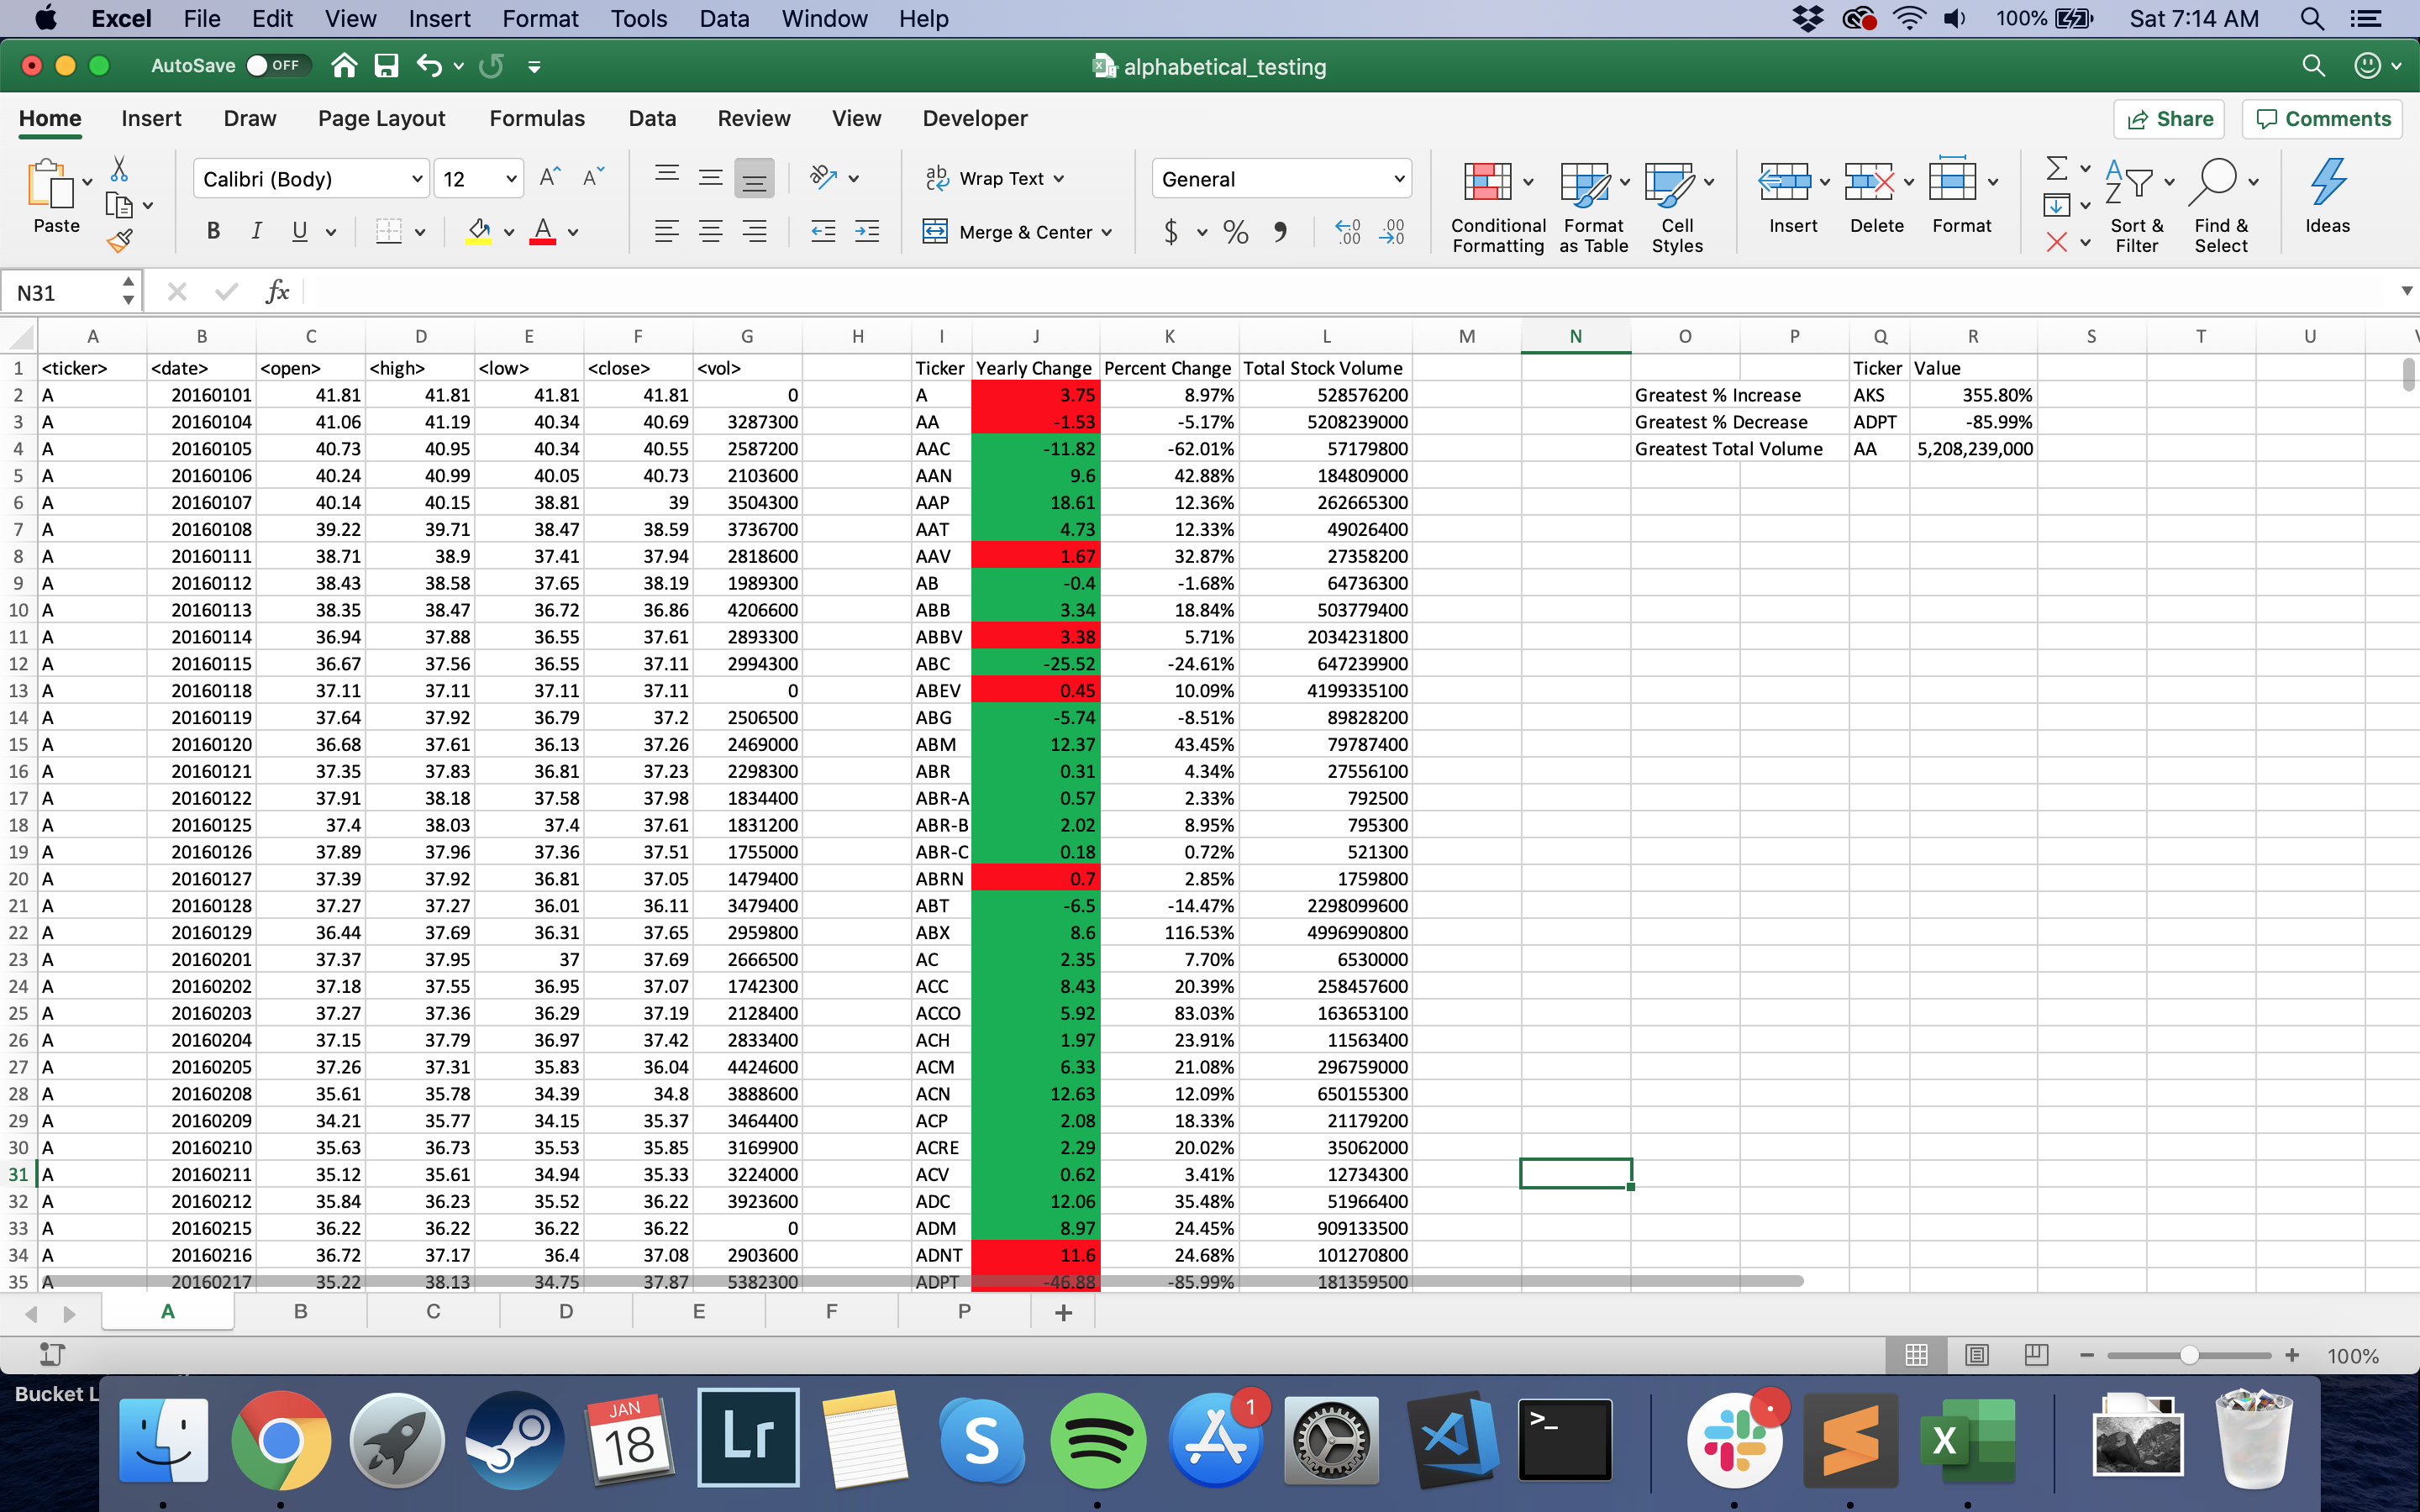 Excel File Edit View Insert Format Tools Data Window Help 100% Sat 7:14 AM
AutoSave OFF alphabetical_testing
Home Insert Draw Page Layout Formulas Data Review View Developer Share Comments
Paste Calibri (Body) 12 Wrap Text General
B I U Merge & Center $ % Conditional Formatting Format as Table Cell Styles Insert Delete Format Sort & Filter Find & Select Ideas
N31 fx
A B C D E F G H I J K L M N O P Q R S T U
1 <ticker> <date> <open> <high> <low> <close> <vol> Ticker Yearly Change Percent Change Total Stock Volume Ticker Value
2 A 20160101 41.81 41.81 41.81 41.81 0 A 3.75 8.97% 528576200 Greatest % Increase AKS 355.80%
3 A 20160104 41.06 41.19 40.34 40.69 3287300 AA -1.53 -5.17% 5208239000 Greatest % Decrease ADPT -85.99%
4 A 20160105 40.73 40.95 40.34 40.55 2587200 AAC -11.82 -62.01% 57179800 Greatest Total Volume AA 5,208,239,000
5 A 20160106 40.24 40.99 40.05 40.73 2103600 AAN 9.6 42.88% 184809000
6 A 20160107 40.14 40.15 38.81 39 3504300 AAP 18.61 12.36% 262665300
7 A 20160108 39.22 39.71 38.47 38.59 3736700 AAT 4.73 12.33% 49026400
8 A 20160111 38.71 38.9 37.41 37.94 2818600 AAV 1.67 32.87% 27358200
9 A 20160112 38.43 38.58 37.65 38.19 1989300 AB -0.4 -1.68% 64736300
10 A 20160113 38.35 38.47 36.72 36.86 4206600 ABB 3.34 18.84% 503779400
11 A 20160114 36.94 37.88 36.55 37.61 2893300 ABBV 3.38 5.71% 2034231800
12 A 20160115 36.67 37.56 36.55 37.11 2994300 ABC -25.52 -24.61% 647239900
13 A 20160118 37.11 37.11 37.11 37.11 0 ABEV 0.45 10.09% 4199335100
14 A 20160119 37.64 37.92 36.79 37.2 2506500 ABG -5.74 -8.51% 89828200
15 A 20160120 36.68 37.61 36.13 37.26 2469000 ABM 12.37 43.45% 79787400
16 A 20160121 37.35 37.83 36.81 37.23 2298300 ABR 0.31 4.34% 27556100
17 A 20160122 37.91 38.18 37.58 37.98 1834400 ABR-A 0.57 2.33% 792500
18 A 20160125 37.4 38.03 37.4 37.61 1831200 ABR-B 2.02 8.95% 795300
19 A 20160126 37.89 37.96 37.36 37.51 1755000 ABR-C 0.18 0.72% 521300
20 A 20160127 37.39 37.92 36.81 37.05 1479400 ABRN 0.7 2.85% 1759800
21 A 20160128 37.27 37.27 36.01 36.11 3479400 ABT -6.5 -14.47% 2298099600
22 A 20160129 36.44 37.69 36.31 37.65 2959800 ABX 8.6 116.53% 4996990800
23 A 20160201 37.37 37.95 37 37.69 2666500 AC 2.35 7.70% 6530000
24 A 20160202 37.18 37.55 36.95 37.07 1742300 ACC 8.43 20.39% 258457600
25 A 20160203 37.27 37.36 36.29 37.19 2128400 ACCO 5.92 83.03% 163653100
26 A 20160204 37.15 37.79 36.97 37.42 2833400 ACH 1.97 23.91% 11563400
27 A 20160205 37.26 37.31 35.83 36.04 4424600 ACM 6.33 21.08% 296759000
28 A 20160208 35.61 35.78 34.39 34.8 3888600 ACN 12.63 12.09% 650155300
29 A 20160209 34.21 35.77 34.15 35.37 3464400 ACP 2.08 18.33% 21179200
30 A 20160210 35.63 36.73 35.53 35.85 3169900 ACRE 2.29 20.02% 35062000
31 A 20160211 35.12 35.61 34.94 35.33 3224000 ACV 0.62 3.41% 12734300
32 A 20160212 35.84 36.23 35.52 36.22 3923600 ADC 12.06 35.48% 51966400
33 A 20160215 36.22 36.22 36.22 36.22 0 ADM 8.97 24.45% 909133500
34 A 20160216 36.72 37.17 36.4 37.08 2903600 ADNT 11.6 24.68% 101270800
35 A 20160217 35.22 38.13 34.75 37.87 5382300 ADPT -46.88 -85.99% 181359500
A B C D E F P +
100%
Bucket L
JAN 18 Lr S 1 >_ X